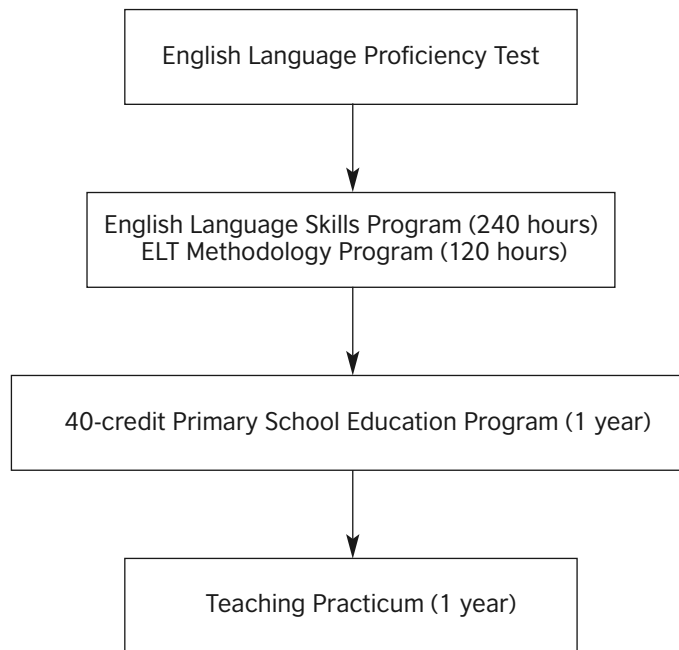 English Language Proficiency Test
English Language Skills Program (240 hours)
ELT Methodology Program (120 hours)
40-credit Primary School Education Program (1 year)
Teaching Practicum (1 year)